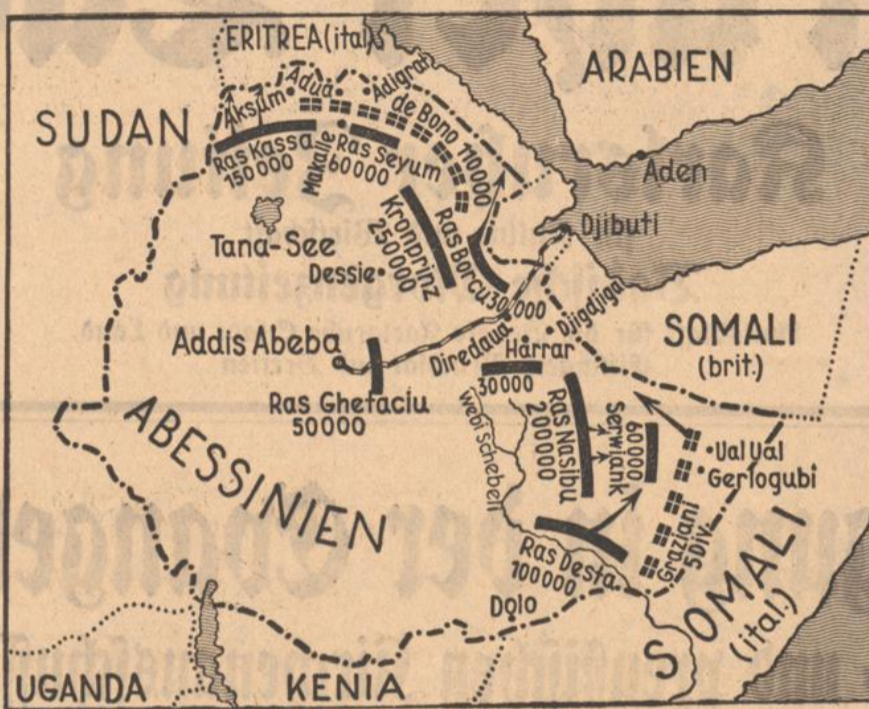 ERITREA (ital.)
ARABIEN
SUDAN
Aksum
Adua
Adigrat
de Bono 110000
Ras Kassa
150000
Makalle
Ras Seyum
60000
Aden
Tana-See
Kronprinz
250000
Ras Borcu
30000
Djibuti
Dessie
Djigdjiga
SOMALI
(brit.)
Addis Abeba
Diredaua
Harrar
30000
Ras Ghetaciu
50000
Webi Schebeli
Ras Nasibu
200000
Serwiank
60000
Ual Ual
Gerlogubi
ABESSINIEN
Graziani
5 Div.
Ras Desta
100000
Dolo
SOMALI
(ital.)
UGANDA
KENIA